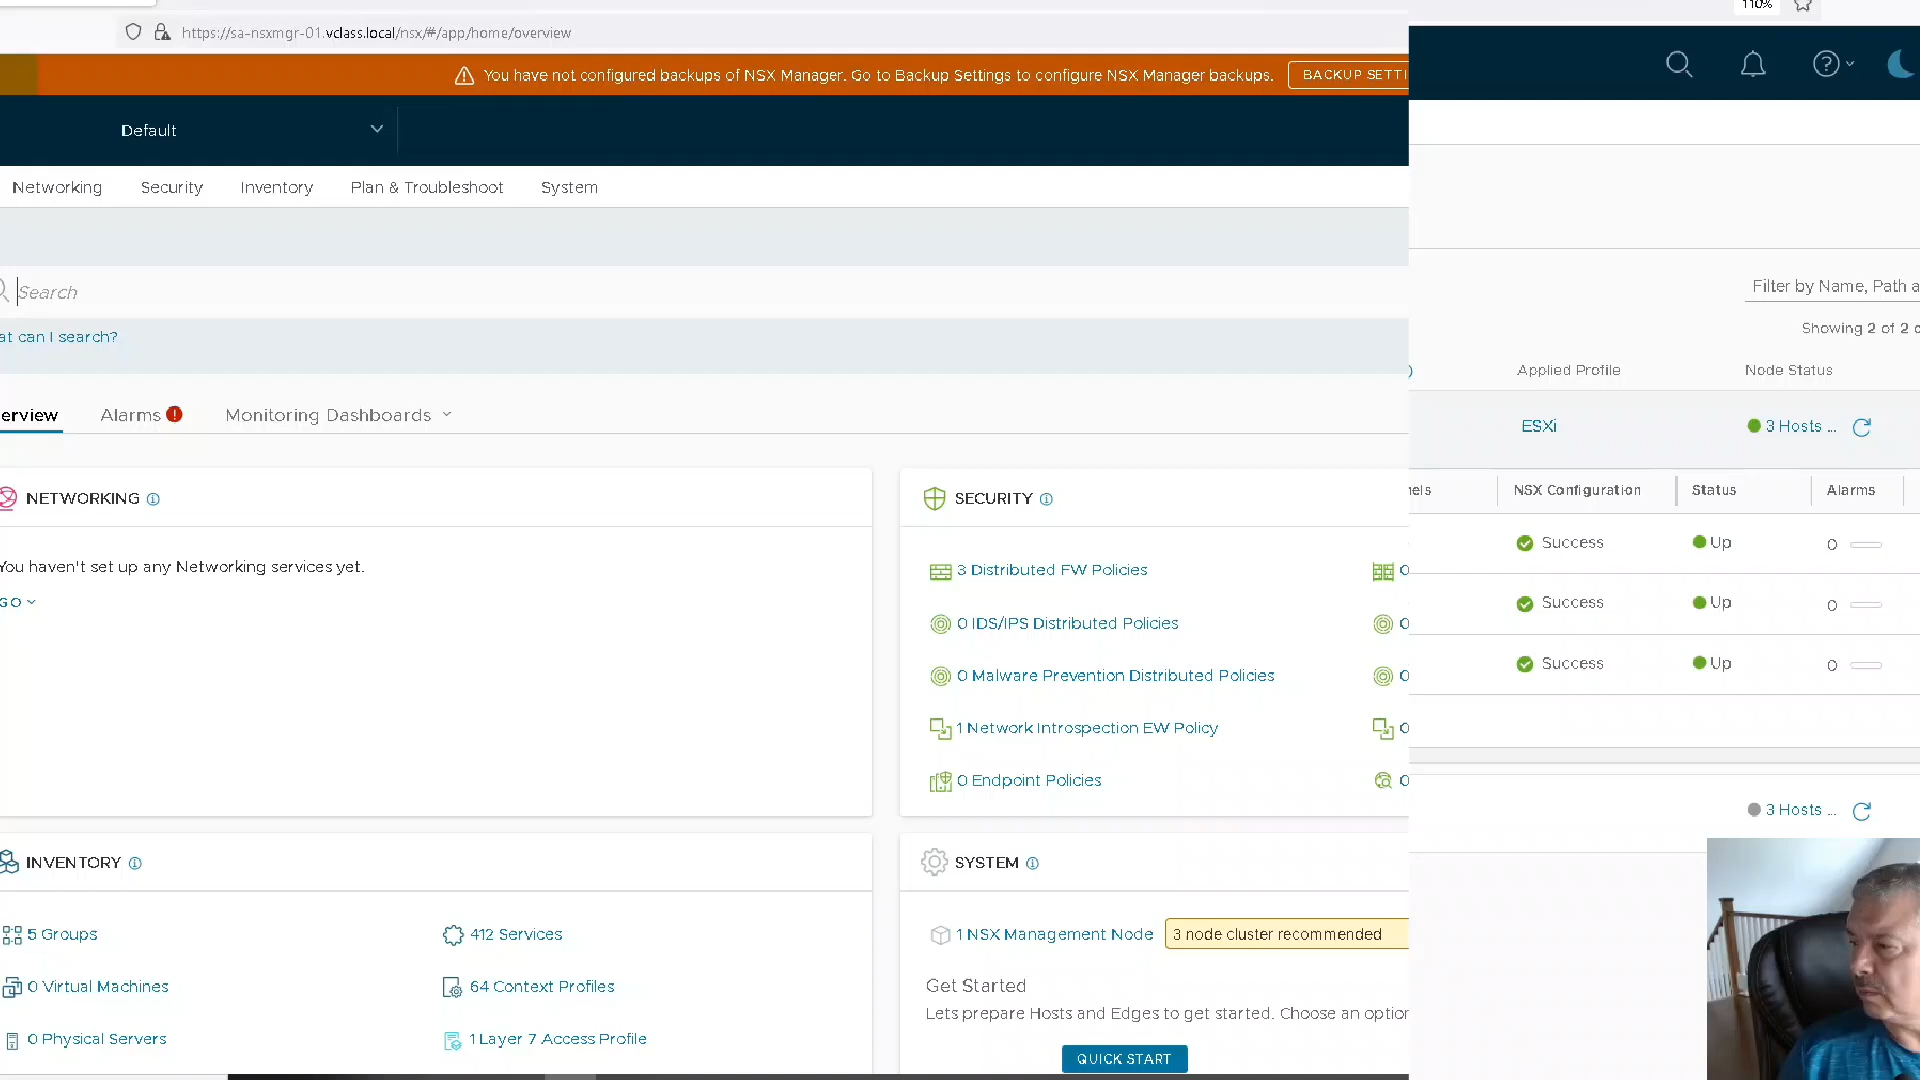 110%
https://sa-nsxmgr-01.vclass.local/nsx/#/app/home/overview
You have not configured backups of NSX Manager. Go to Backup Settings to configure NSX Manager backups.
BACKUP SETTI
Default
Networking Security Inventory Plan & Troubleshoot System
Search
at can I search?
erview Alarms Monitoring Dashboards
NETWORKING
You haven't set up any Networking services yet.
GO
SECURITY
3 Distributed FW Policies 0
0 IDS/IPS Distributed Policies 0
0 Malware Prevention Distributed Policies 0
1 Network Introspection EW Policy 0
0 Endpoint Policies 0
INVENTORY
5 Groups 412 Services
0 Virtual Machines 64 Context Profiles
0 Physical Servers 1 Layer 7 Access Profile
SYSTEM
1 NSX Management Node 3 node cluster recommended
Get Started
Lets prepare Hosts and Edges to get started. Choose an option
QUICK START
Filter by Name, Path a
Showing 2 of 2
Applied Profile Node Status
ESXi 3 Hosts ...
nels NSX Configuration Status Alarms
Success Up 0
Success Up 0
Success Up 0
3 Hosts ...